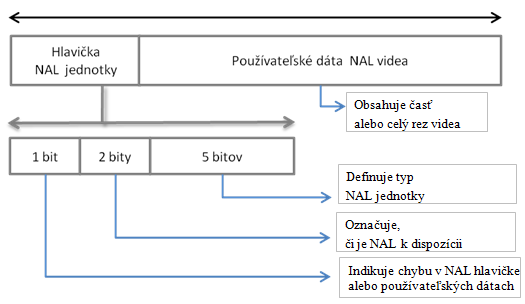 Hlavička
NAL jednotky
Používateľské dáta NAL videa
Obsahuje časť
alebo celý rez videa
1 bit
2 bity
5 bitov
Definuje typ
NAL jednotky
Označuje,
či je NAL k dispozícii
Indikuje chybu v NAL hlavičke
alebo používateľských dátach